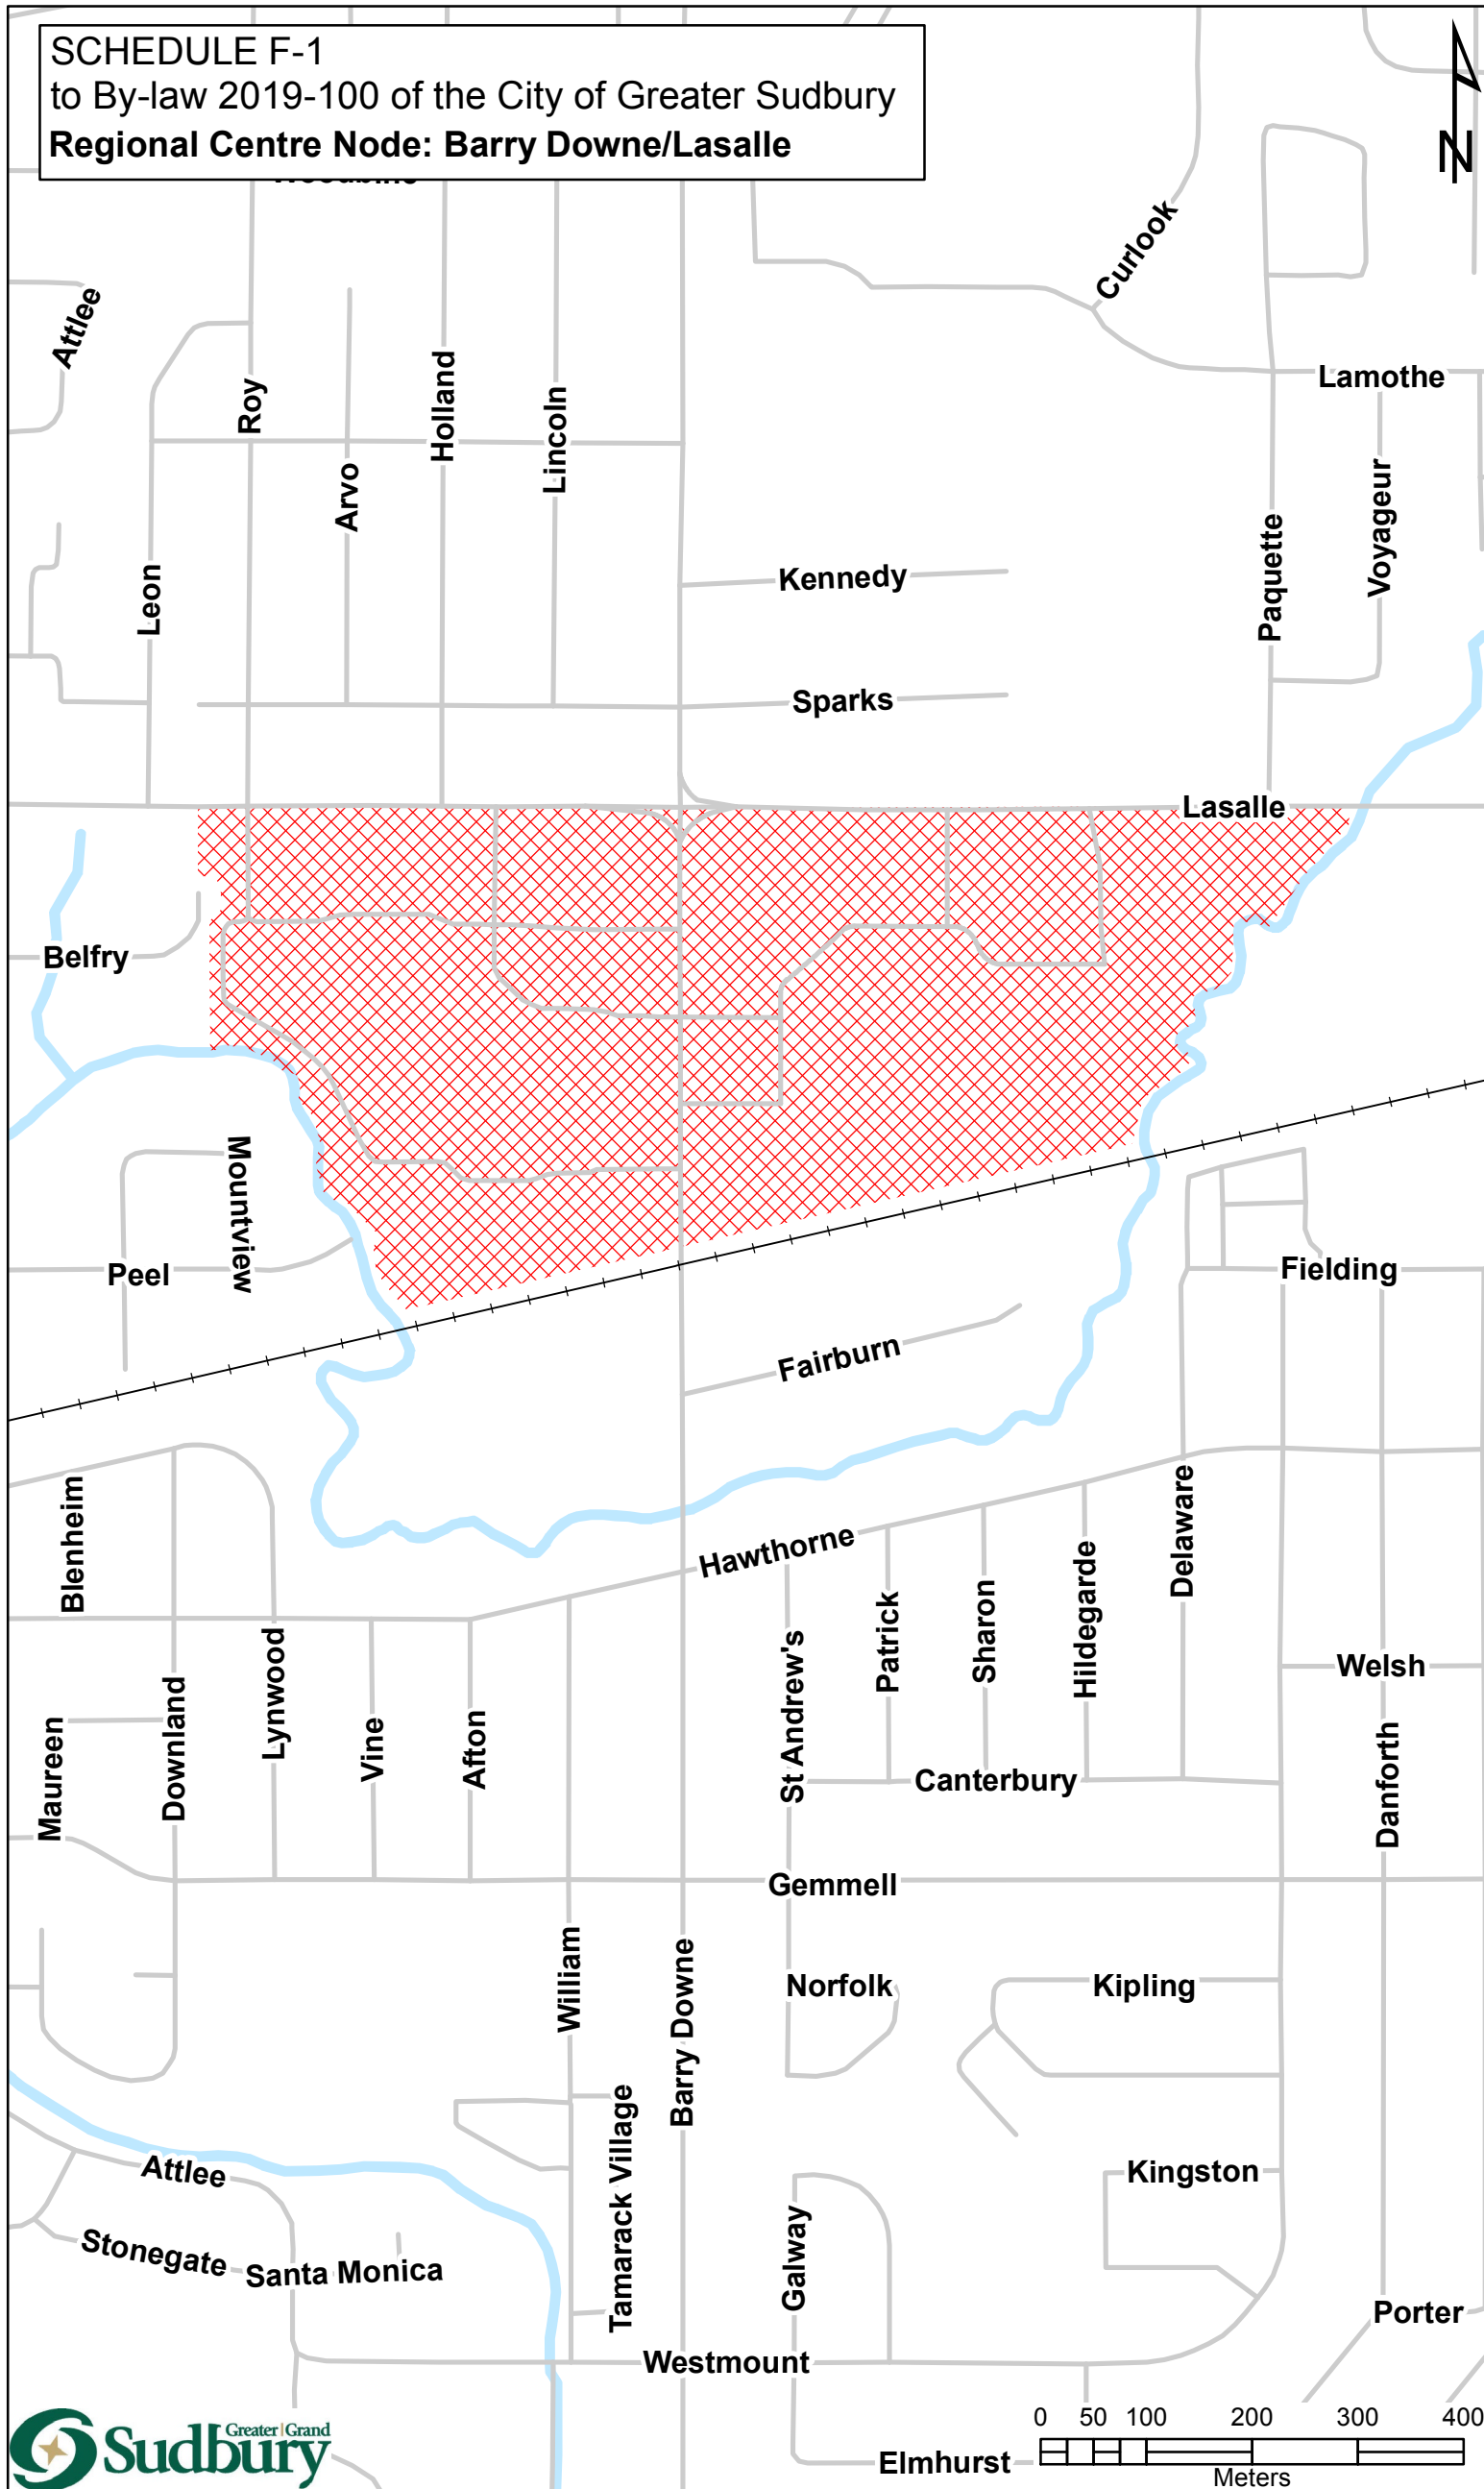 SCHEDULE F-1
to By-law 2019-100 of the City of Greater Sudbury
Regional Centre Node: Barry Downe/Lasalle
N
Curlook
Attlee
Lamothe
Roy
Holland
Lincoln
Arvo
Voyageur
Paquette
Leon
Kennedy
Sparks
Lasalle
Belfry
Mountview
Peel
Fielding
Fairburn
Blenheim
Hawthorne
Delaware
Hildegarde
Sharon
Patrick
St Andrew's
Welsh
Lynwood
Downland
Maureen
Vine
Afton
Canterbury
Danforth
Gemmell
William
Barry Downe
Norfolk
Kipling
Tamarack Village
Attlee
Kingston
Stonegate
Santa Monica
Galway
Porter
Westmount
Elmhurst
Greater | Grand
Sudbury
0 50 100 200 300 400
Meters